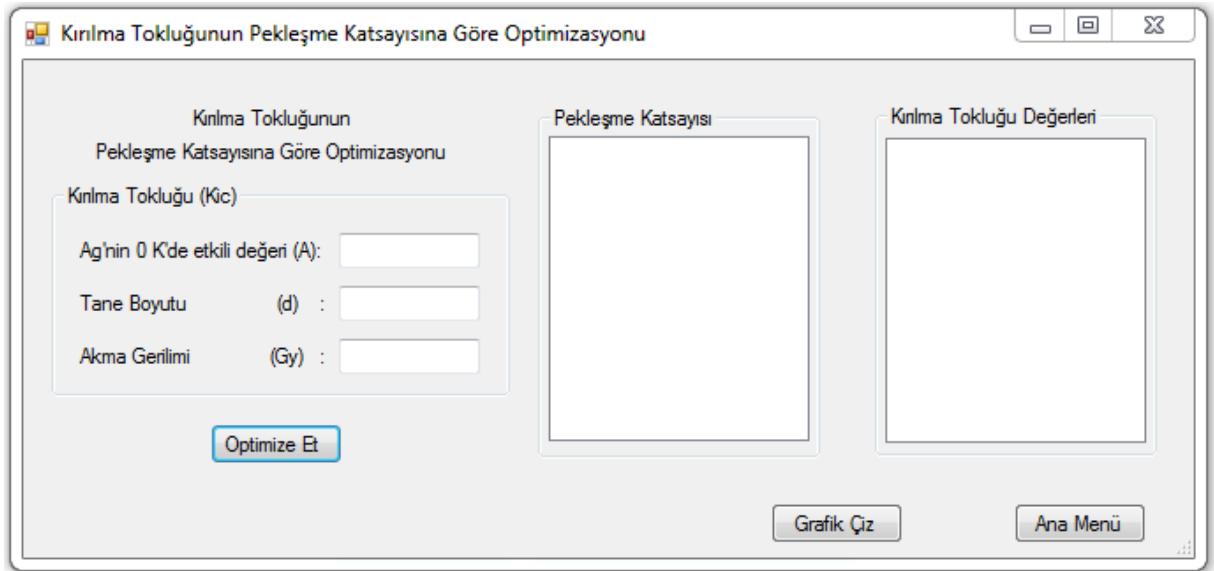 Kırılma Tokluğunun Pekleşme Katsayısına Göre Optimizasyonu
Kırılma Tokluğunun
Pekleşme Katsayısına Göre Optimizasyonu
Kırılma Tokluğu (Kic)
Ag'nin 0 K'de etkili değeri (A):
Tane Boyutu (d) :
Akma Gerilimi (Gy) :
Optimize Et
Pekleşme Katsayısı
Kırılma Tokluğu Değerleri
Grafik Çiz
Ana Menü